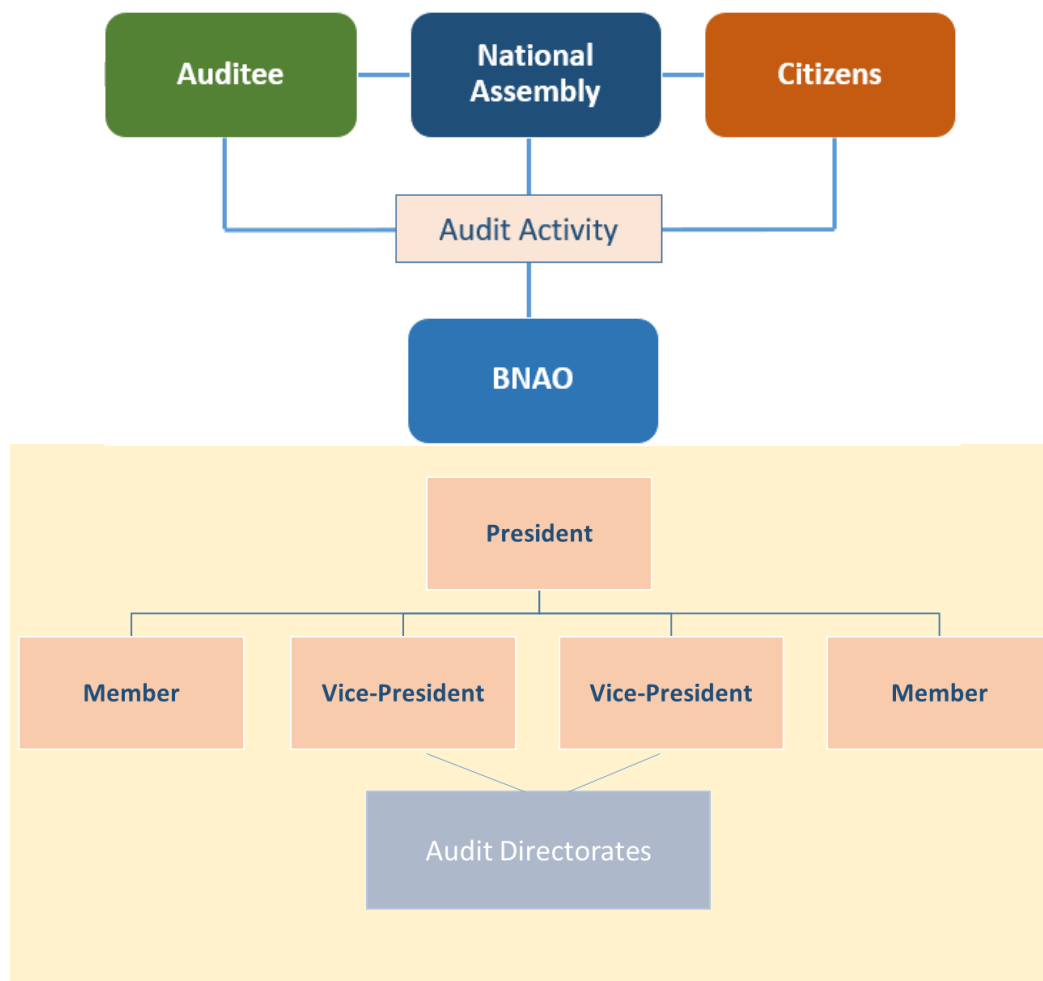 Auditee
National
Assembly
Citizens
Audit Activity
BNAO
President
Member
Vice-President
Vice-President
Member
Audit Directorates